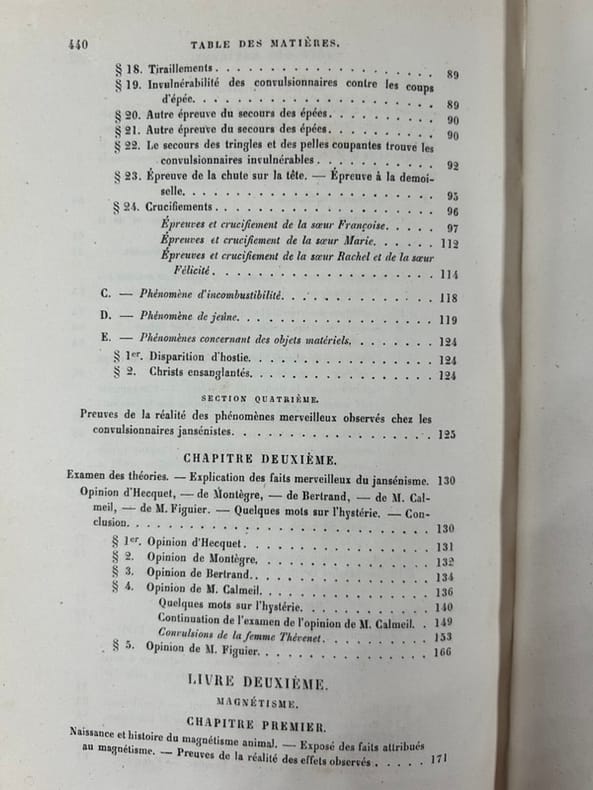 440 TABLE DES MATIÈRES.
§ 18. Tiraillements . . . . . . . . . . . . . . . . . . . 89
§ 19. Invulnérabilité des convulsionnaires contre les coups
d'épée. . . . . . . . . . . . . . . . . . . . 89
§ 20. Autre épreuve du secours des épées. . . . . . . . . 90
§ 21. Autre épreuve du secours des épées. . . . . . . . . 90
§ 22. Le secours des tringles et des pelles coupantes trouve les
convulsionnaires invulnérables . . . . . . . . . . 92
§ 23. Épreuve de la chute sur la tête. — Épreuve à la demoi-
selle. . . . . . . . . . . . . . . . . . . . . 95
§ 24. Crucifiements . . . . . . . . . . . . . . . . . . 96
Épreuves et crucifiement de la sœur Françoise. . . . . 97
Épreuves et crucifiement de la sœur Marie. . . . . . 112
Épreuves et crucifiement de la sœur Rachel et de la sœur
Félicité . . . . . . . . . . . . . . . . . . 114
C. — Phénomène d'incombustibilité. . . . . . . . . . . . 118
D. — Phénomène de jeûne. . . . . . . . . . . . . . . . 119
E. — Phénomènes concernant des objets matériels. . . . . . . 124
§ 1er. Disparition d'hostie. . . . . . . . . . . . . . . 124
§ 2. Christs ensanglantés. . . . . . . . . . . . . . . 124
SECTION QUATRIÈME.
Preuves de la réalité des phénomènes merveilleux observés chez les
convulsionnaires jansénistes. . . . . . . . . . . . . . . . 125
CHAPITRE DEUXIÈME.
Examen des théories. — Explication des faits merveilleux du jansénisme. 130
Opinion d'Hecquet, — de Montègre, — de Bertrand, — de M. Cal-
meil, — de M. Figuier. — Quelques mots sur l'hystérie. — Con-
clusion. . . . . . . . . . . . . . . . . . . . . . . . 130
§ 1er. Opinion d'Hecquet . . . . . . . . . . . . . . . 131
§ 2. Opinion de Montègre. . . . . . . . . . . . . . . 132
§ 3. Opinion de Bertrand. . . . . . . . . . . . . . . 134
§ 4. Opinion de M. Calmeil. . . . . . . . . . . . . . 136
Quelques mots sur l'hystérie. . . . . . . . . . . 140
Continuation de l'examen de l'opinion de M. Calmeil. . 149
Convulsions de la femme Thévenet. . . . . . . . . 153
§ 5. Opinion de M. Figuier. . . . . . . . . . . . . . 166
LIVRE DEUXIÈME.
MAGNÉTISME.
CHAPITRE PREMIER.
Naissance et histoire du magnétisme animal. — Exposé des faits attribués
au magnétisme. — Preuves de la réalité des effets observés . . . . . 171